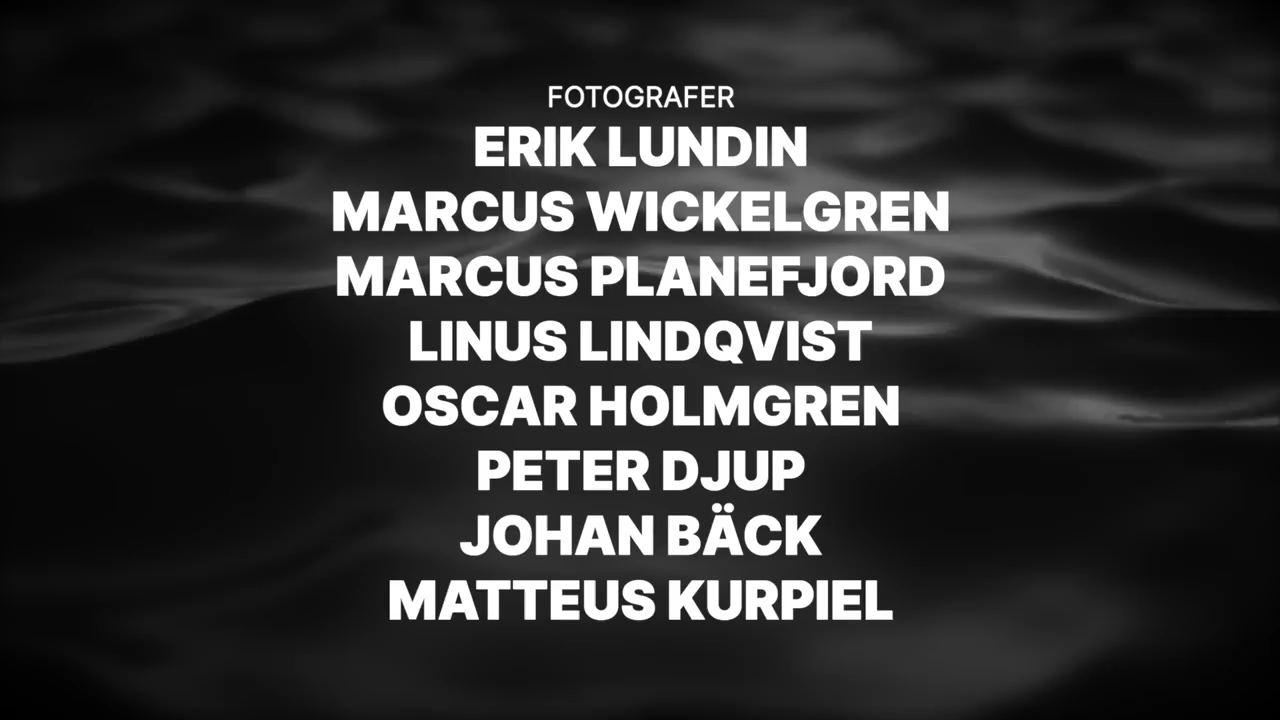 FOTOGRAFER
ERIK LUNDIN
MARCUS WICKELGREN
MARCUS PLANEFJORD
LINUS LINDQVIST
OSCAR HOLMGREN
PETER DJUP
JOHAN BÄCK
MATTEUS KURPIEL